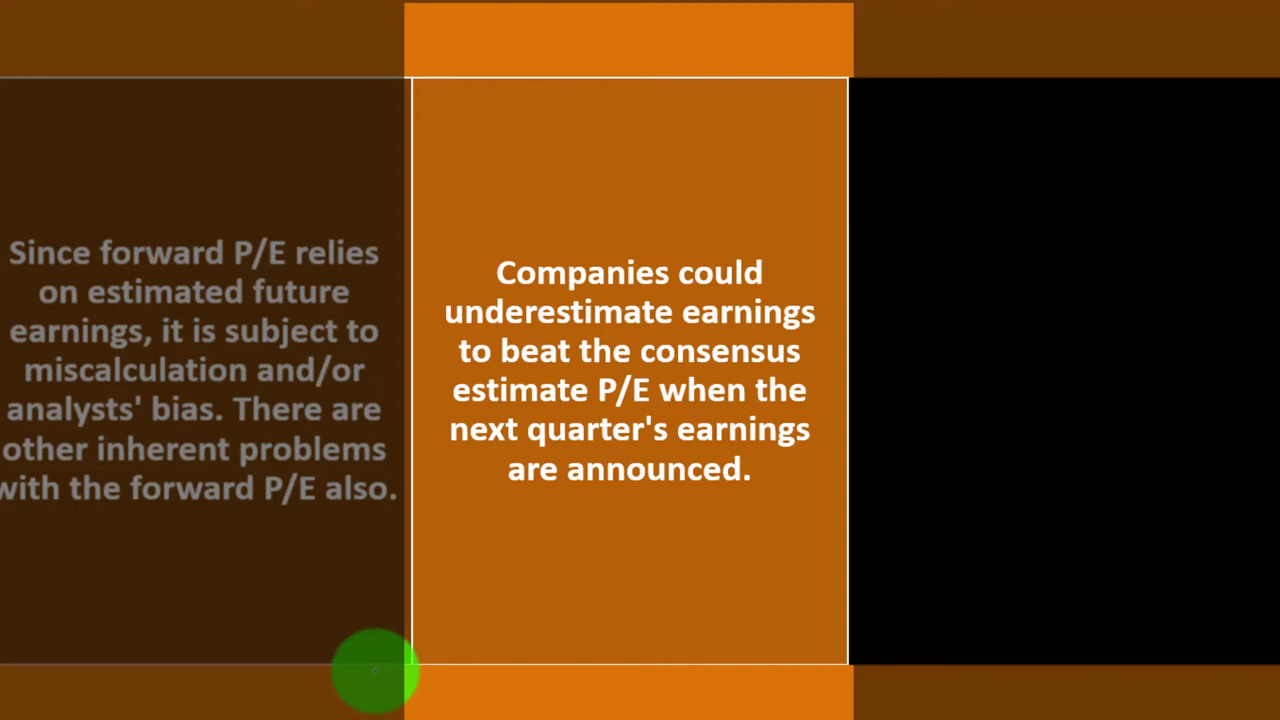 Since forward P/E relies
on estimated future
earnings, it is subject to
miscalculation and/or
analysts' bias. There are
other inherent problems
with the forward P/E also.
Companies could
underestimate earnings
to beat the consensus
estimate P/E when the
next quarter's earnings
are announced.